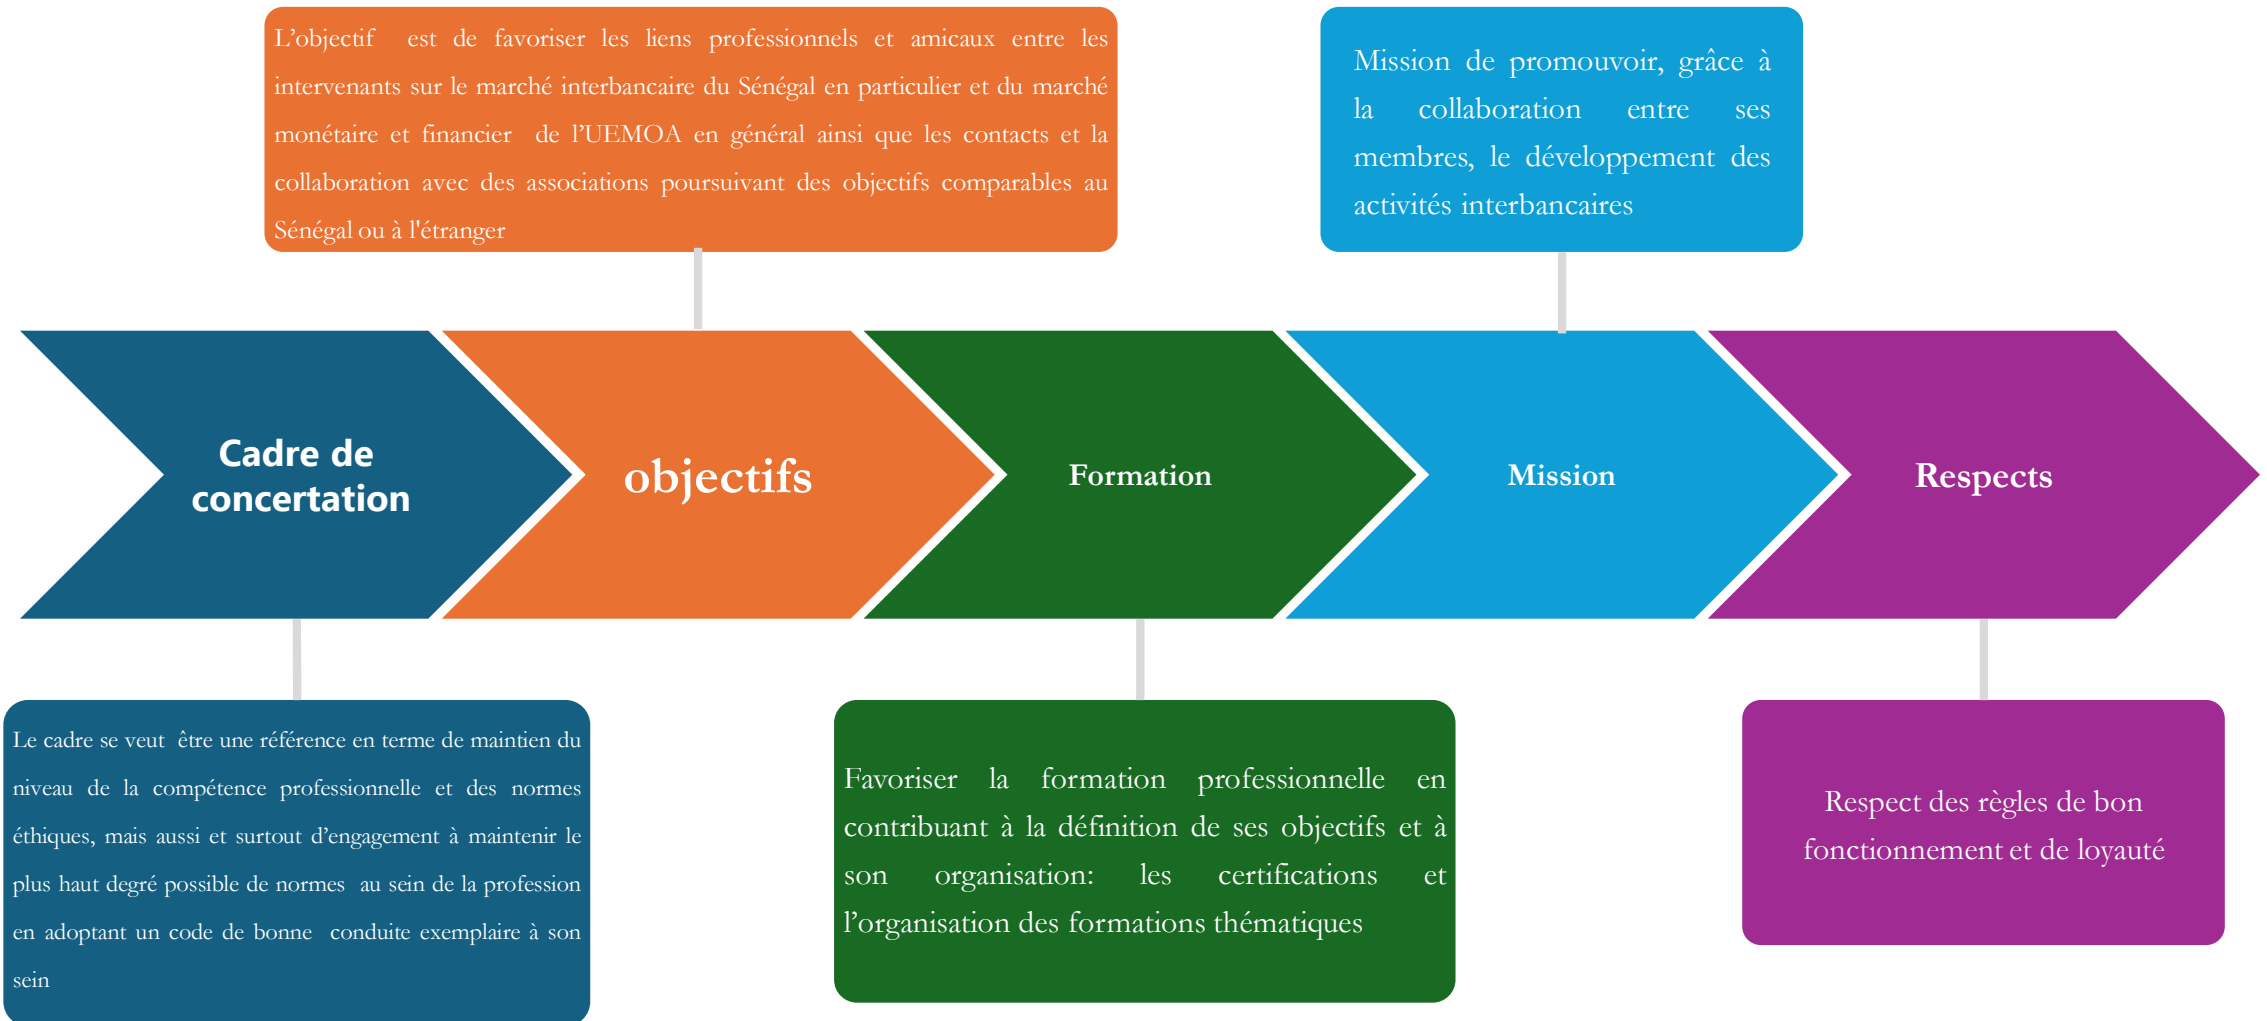 L’objectif est de favoriser les liens professionnels et amicaux entre les
intervenants sur le marché interbancaire du Sénégal en particulier et du marché
monétaire et financier de l’UEMOA en général ainsi que les contacts et la
collaboration avec des associations poursuivant des objectifs comparables au
Sénégal ou à l'étranger
Mission de promouvoir, grâce à
la collaboration entre ses
membres, le développement des
activités interbancaires
Cadre de
concertation
objectifs
Formation
Mission
Respects
Le cadre se veut être une référence en terme de maintien du
niveau de la compétence professionnelle et des normes
éthiques, mais aussi et surtout d’engagement à maintenir le
plus haut degré possible de normes au sein de la profession
en adoptant un code de bonne conduite exemplaire à son
sein
Favoriser la formation professionnelle en
contribuant à la définition de ses objectifs et à
son organisation: les certifications et
l’organisation des formations thématiques
Respect des règles de bon
fonctionnement et de loyauté